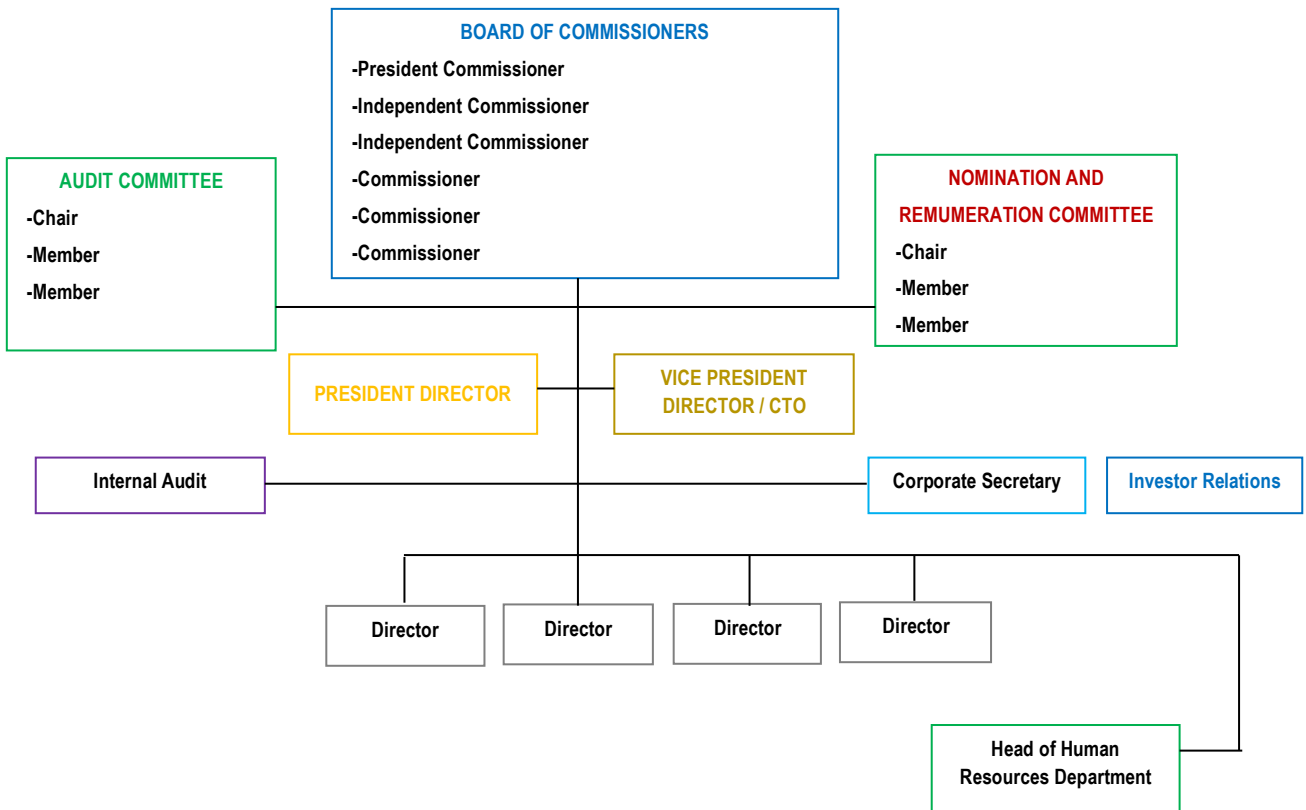 BOARD OF COMMISSIONERS
-President Commissioner
-Independent Commissioner
-Independent Commissioner
-Commissioner
-Commissioner
-Commissioner
AUDIT COMMITTEE
-Chair
-Member
-Member
NOMINATION AND
REMUMERATION COMMITTEE
-Chair
-Member
-Member
PRESIDENT DIRECTOR
VICE PRESIDENT
DIRECTOR / CTO
Internal Audit
Corporate Secretary
Investor Relations
Director
Director
Director
Director
Head of Human
Resources Department